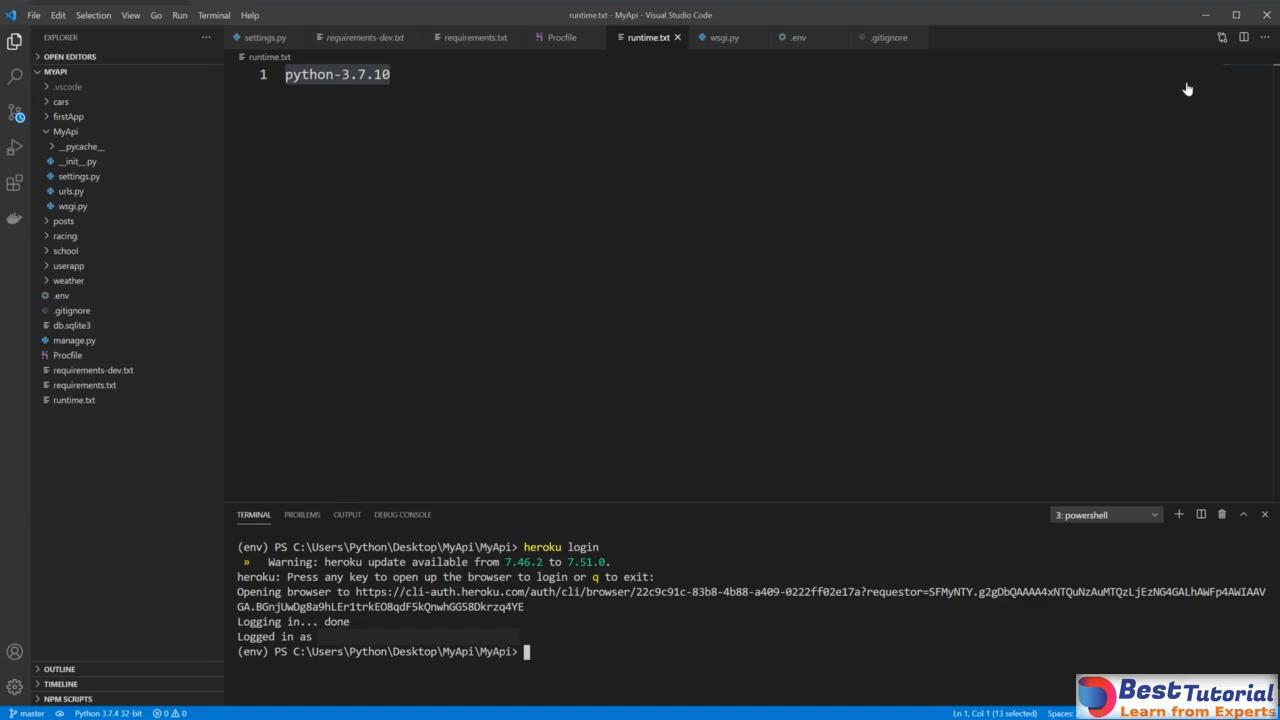 File Edit Selection View Go Run Terminal Help runtime.txt - MyApi - Visual Studio Code
EXPLORER
OPEN EDITORS
MYAPI
.vscode
cars
firstApp
MyApi
__pycache__
__init__.py
settings.py
urls.py
wsgi.py
posts
racing
school
userapp
weather
.env
.gitignore
db.sqlite3
manage.py
Procfile
requirements-dev.txt
requirements.txt
runtime.txt
OUTLINE
TIMELINE
NPM SCRIPTS
settings.py requirements-dev.txt requirements.txt Procfile runtime.txt wsgi.py .env .gitignore
runtime.txt
1 python-3.7.10
TERMINAL PROBLEMS OUTPUT DEBUG CONSOLE 3: powershell
(env) PS C:\Users\Python\Desktop\MyApi\MyApi> heroku login
» Warning: heroku update available from 7.46.2 to 7.51.0.
heroku: Press any key to open up the browser to login or q to exit:
Opening browser to https://cli-auth.heroku.com/auth/cli/browser/22c9c91c-83b8-4b88-a409-0222ff02e17a?requestor=SFMyNTY.g2gDbQAAAA4xNTQuNzAuMTQzLjEzNG4GALhAWFp4AWIAAV
GA.BGnjUwDg8a9hLEr1trkEO8qdF5kQnwhGG58Dkrzq4YE
Logging in... done
Logged in as
(env) PS C:\Users\Python\Desktop\MyApi\MyApi>
master Python 3.7.4 32-bit 0 0 Ln 1, Col 1 (13 selected) Spaces:
BestTutorial
Learn from Experts